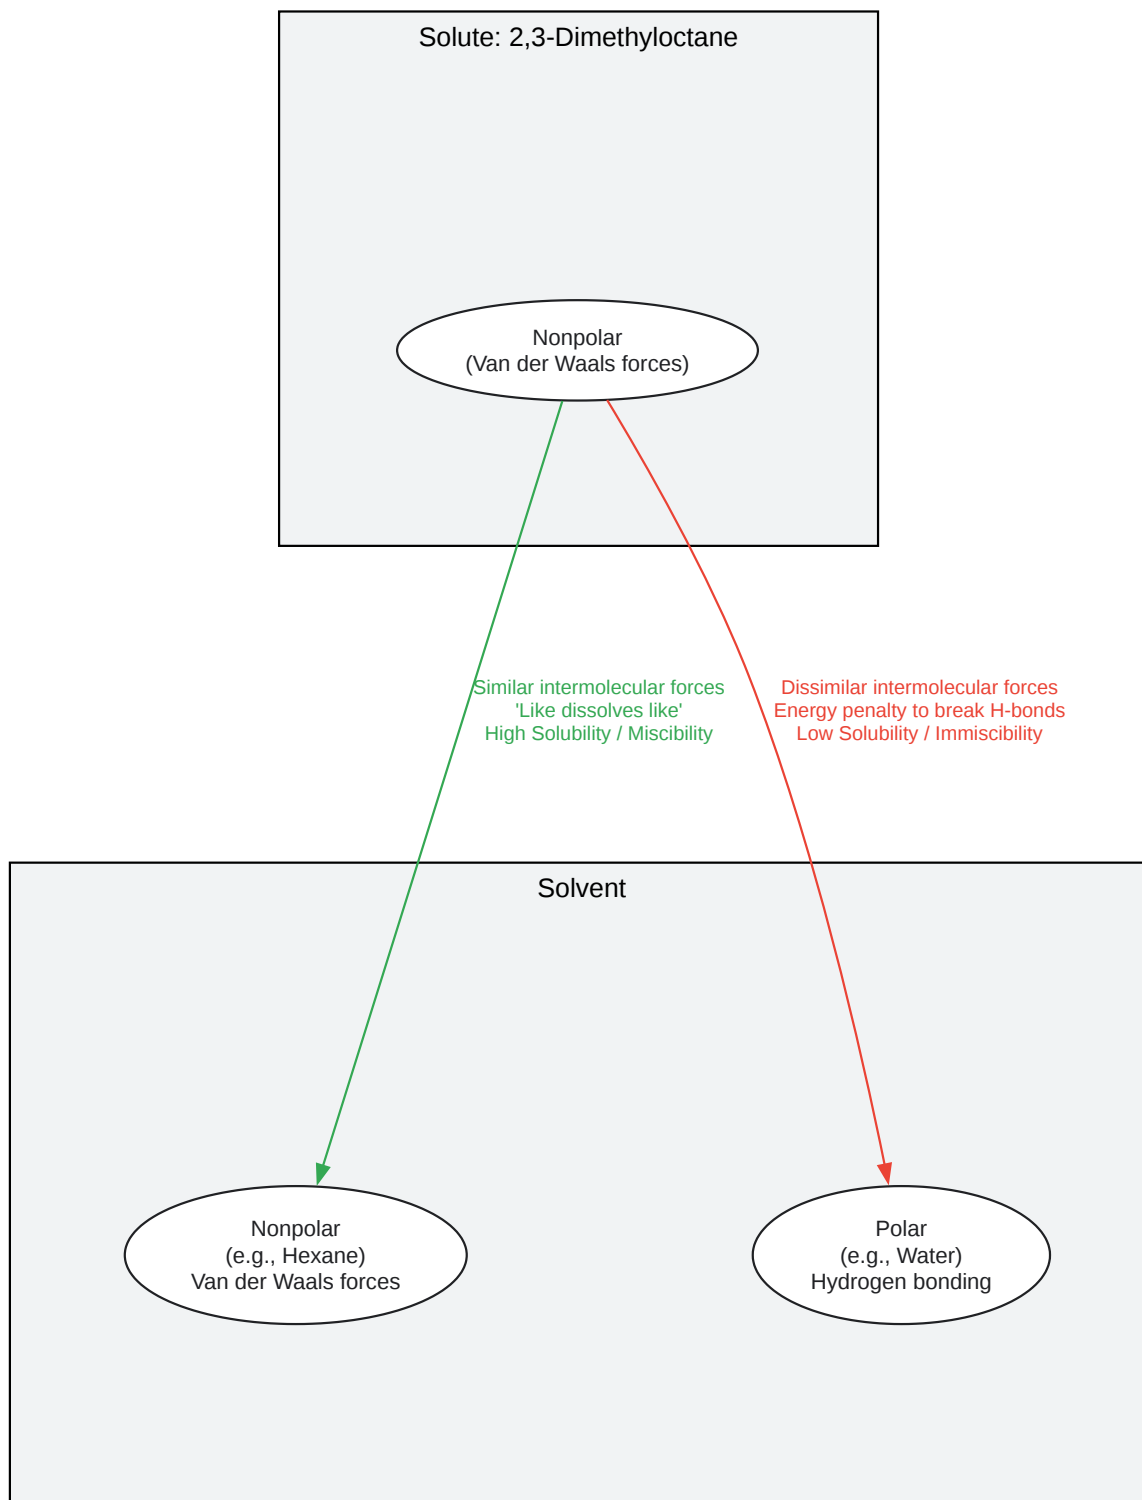 Solute: 2,3-Dimethyloctane
Nonpolar
(Van der Waals forces)
Similar intermolecular forces
'Like dissolves like'
High Solubility / Miscibility
Dissimilar intermolecular forces
Energy penalty to break H-bonds
Low Solubility / Immiscibility
Solvent
Nonpolar
(e.g., Hexane)
Van der Waals forces
Polar
(e.g., Water)
Hydrogen bonding